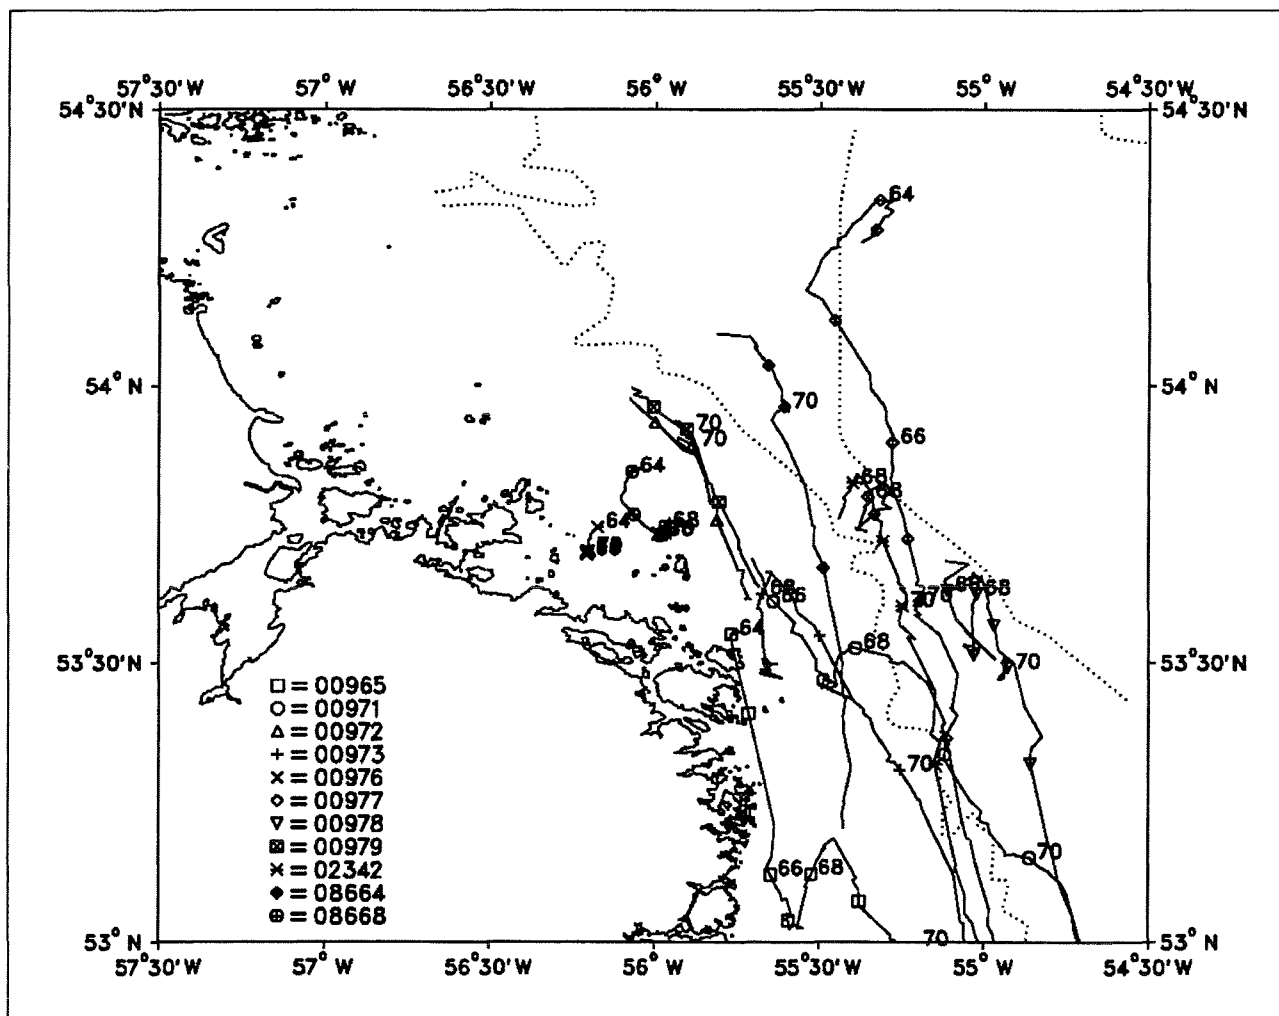 57°30'W 57°W 56°30'W 56°W 55°30'W 55°W 54°30'W
54°30'N 54°30'N
64
54°N 54°N
70
70
70
66
64
68
68
64
68
68
66
68
68
70
64
68
70
53°30'N 53°30'N
□ = 00965
○ = 00971
△ = 00972
+ = 00973
× = 00976
◇ = 00977
▽ = 00978
⊠ = 00979
× = 02342
◆ = 08664
⊕ = 08668
70
70
66
68
70
53°N 53°N
57°30'W 57°W 56°30'W 56°W 55°30'W 55°W 54°30'W